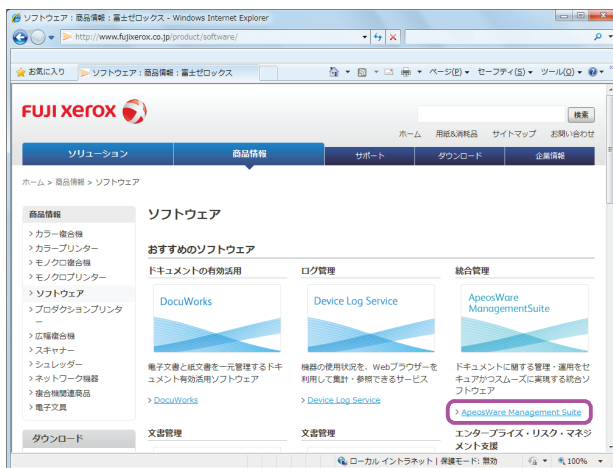 ソフトウェア：商品情報：富士ゼロックス - Windows Internet Explorer
http://www.fujixerox.co.jp/product/software/
お気に入り
ソフトウェア：商品情報：富士ゼロックス
ページ(P)
セーフティ(S)
ツール(O)
FUJI xerox
検索
ホーム 用紙&消耗品 サイトマップ お問い合わせ
ソリューション 商品情報 サポート ダウンロード 企業情報
ホーム > 商品情報 > ソフトウェア
商品情報
> カラー複合機
> カラープリンター
> モノクロ複合機
> モノクロプリンター
> ソフトウェア
> プロダクションプリンタ
ー
> 広幅複合機
> スキャナー
> シュレッダー
> ネットワーク機器
> 複合機関連商品
> 電子文具
ダウンロード
ソフトウェア
おすすめのソフトウェア
ドキュメントの有効活用
DocuWorks
電子文書と紙文書を一元管理するドキ
ュメント有効活用ソフトウェア
> DocuWorks
文書管理
ログ管理
Device Log Service
機器の使用状況を、Webブラウザーを
利用して集計・参照できるサービス
> Device Log Service
文書管理
統合管理
ApeosWare
ManagementSuite
ドキュメントに関する管理・運用をセ
キュアかつスムーズに実現する統合ソ
フトウェア
> ApeosWare Management Suite
エンタープライズ・リスク・マネジ
メント支援
ローカル イントラネット | 保護モード: 無効
100%